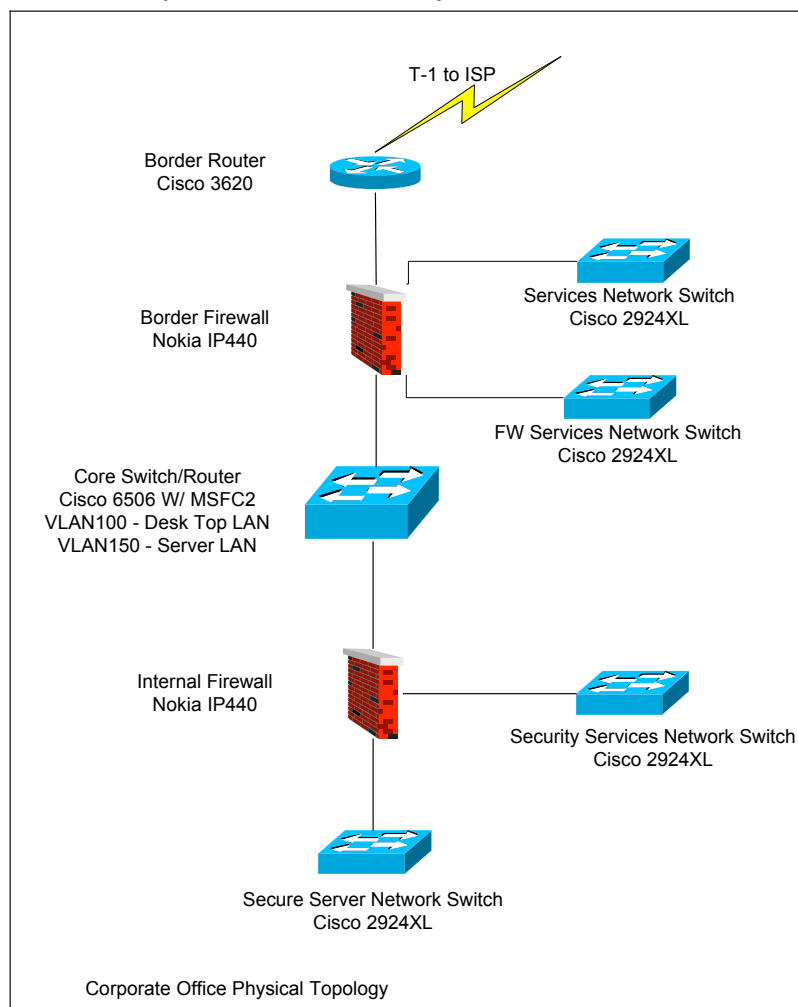 T-1 to ISP
Border Router
Cisco 3620
Services Network Switch
Cisco 2924XL
Border Firewall
Nokia IP440
FW Services Network Switch
Cisco 2924XL
Core Switch/Router
Cisco 6506 W/ MSFC2
VLAN100 - Desk Top LAN
VLAN150 - Server LAN
Internal Firewall
Nokia IP440
Security Services Network Switch
Cisco 2924XL
Secure Server Network Switch
Cisco 2924XL
Corporate Office Physical Topology